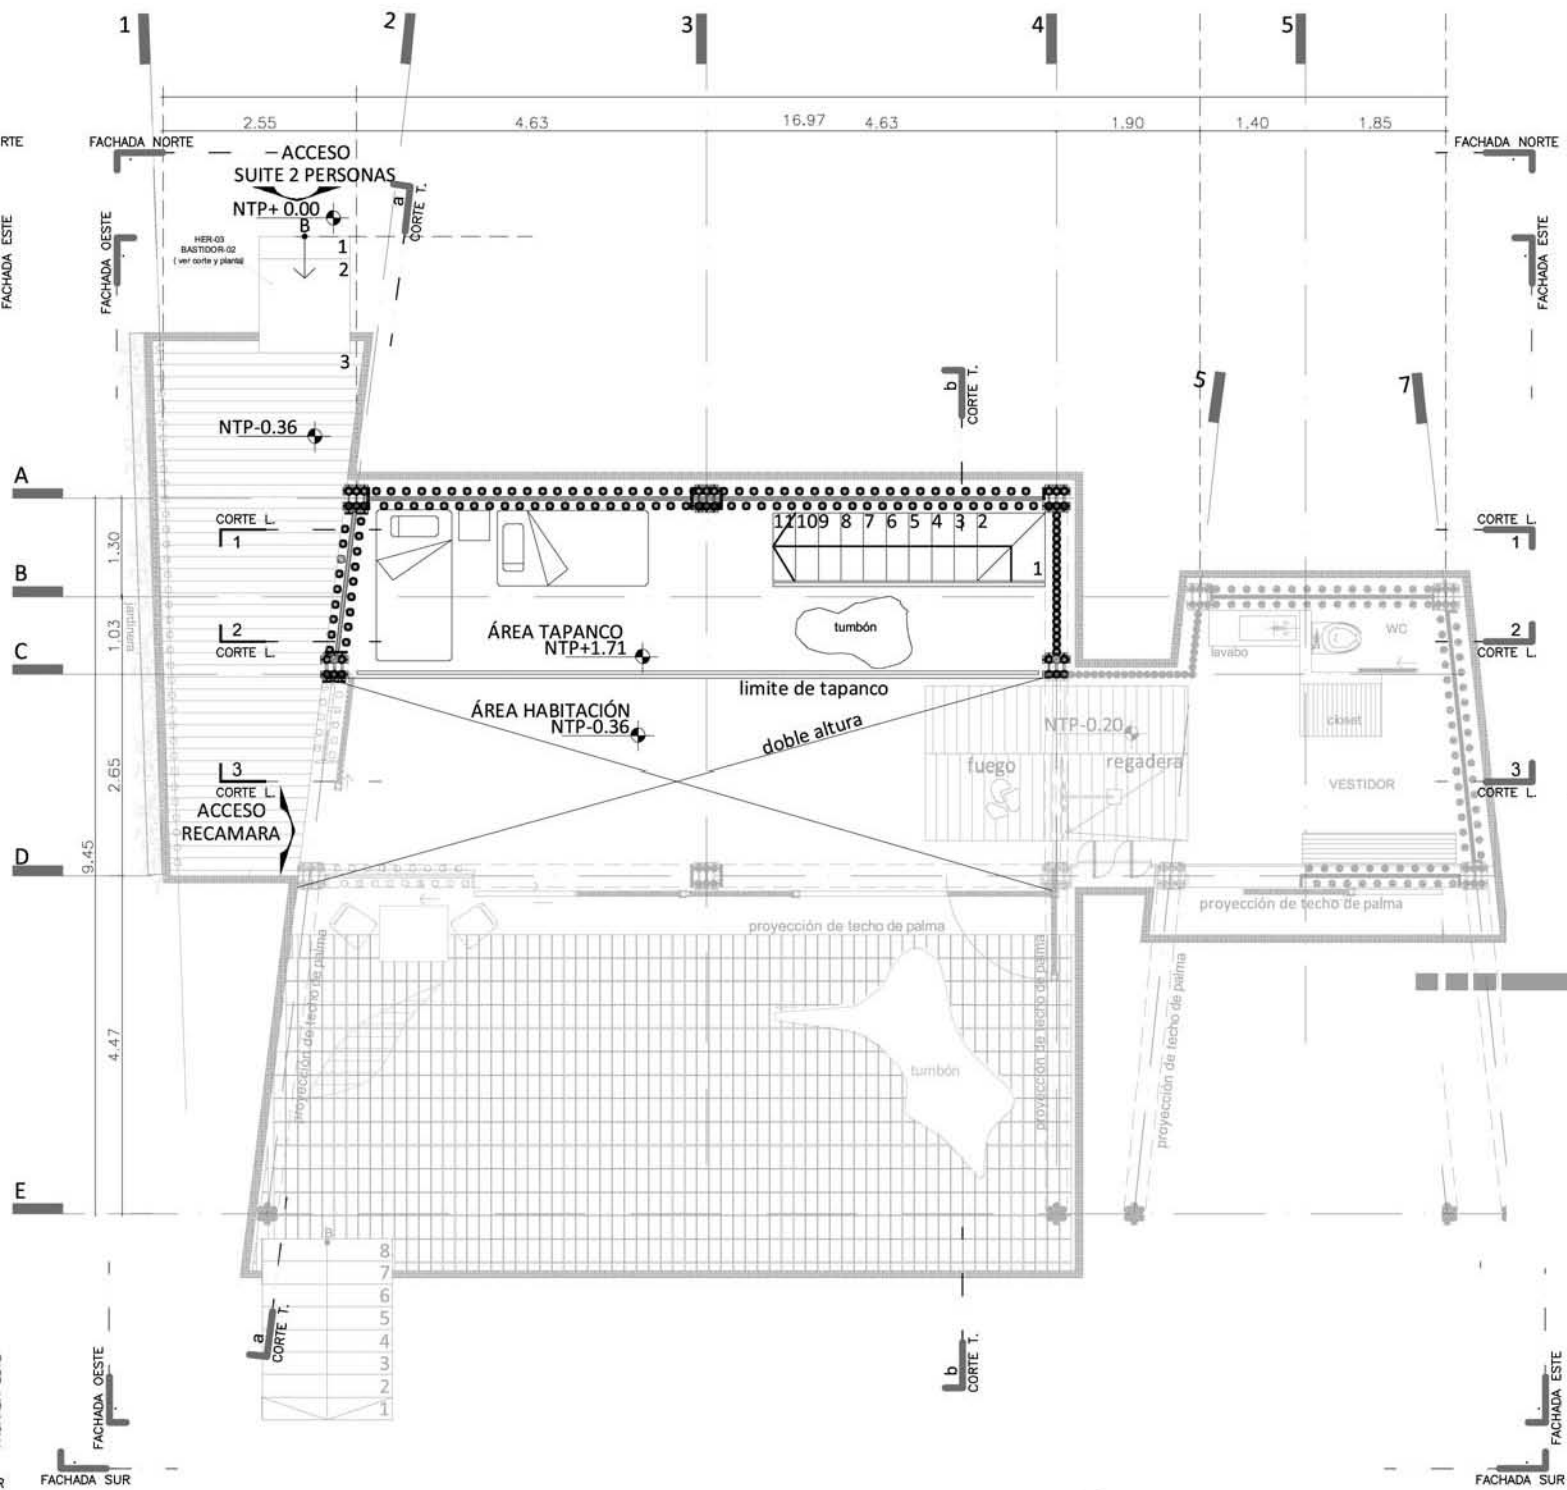 1
2
3
4
5
2.55
4.63
16.97
4.63
1.90
1.40
1.85
RTE
FACHADA NORTE
FACHADA NORTE
ACCESO
SUITE 2 PERSONAS
NTP+ 0.00
B
a
CORTE T.
FACHADA ESTE
FACHADA OESTE
FACHADA ESTE
HER-03
BASTIDOR-02
( ver corte y planta)
1
2
3
b
CORTE T.
5
7
NTP-0.36
A
B
C
D
E
1.30
1.03
2.65
9.45
4.47
jardinera
CORTE L.
1
2
CORTE L.
3
CORTE L.
CORTE L.
1
2
CORTE L.
3
CORTE L.
11 10 9 8 7 6 5 4 3 2
1
tumbón
ÁREA TAPANCO
NTP+1.71
limite de tapanco
ÁREA HABITACIÓN
NTP-0.36
doble altura
lavabo
WC
closet
VESTIDOR
NTP-0.20
fuego
regadera
ACCESO
RECAMARA
proyección de techo de palma
proyección de techo de palma
proyección de techo de palma
proyección de techo de palma
proyección de techo de palma
tumbón
B
8
7
6
5
4
3
2
1
a
CORTE T.
b
CORTE T.
FACHADA OESTE
FACHADA ESTE
R
FACHADA SUR
FACHADA SUR